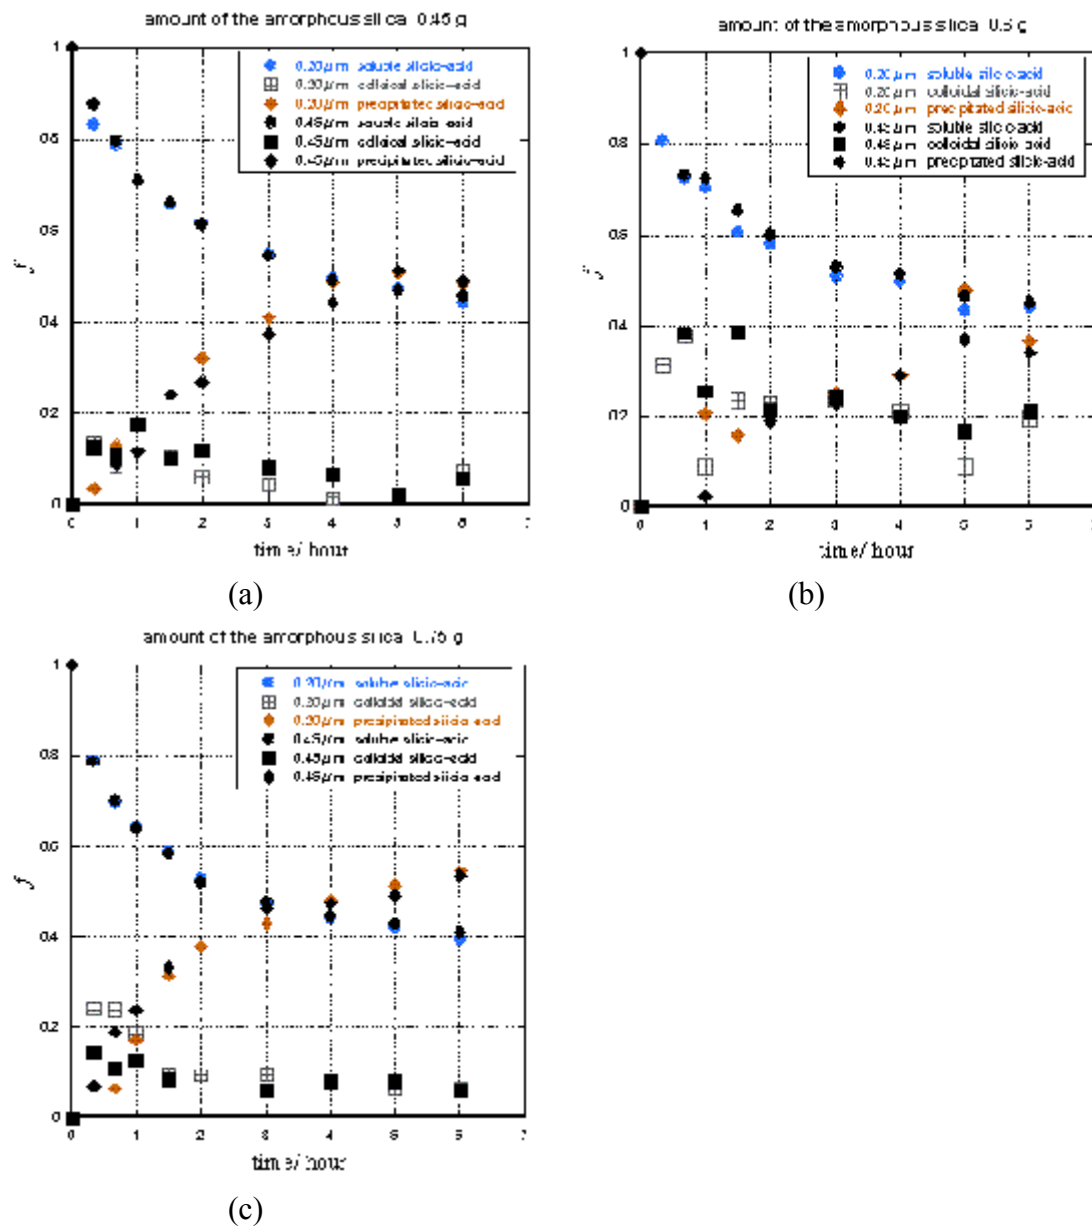 amount of the amorphous silica 0.45 g
0.20μm soluble silicic-acid
0.20μm colloidal silicic-acid
0.20μm precipitated silicic-acid
0.45μm soluble silicic-acid
0.45μm colloidal silicic-acid
0.45μm precipitated silicic-acid
1
0.8
0.6
f
0.4
0.2
0
0 1 2 3 4 5 6 7
time/ hour
(a)
amount of the amorphous silica 0.6 g
0.20μm soluble silicic-acid
0.20μm colloidal silicic-acid
0.20μm precipitated silicic-acid
0.45μm soluble silicic-acid
0.45μm colloidal silicic-acid
0.45μm precipitated silicic-acid
1
0.8
0.6
f
0.4
0.2
0
0 1 2 3 4 5 6
time/ hour
(b)
amount of the amorphous silica 0.75 g
0.20μm soluble silicic-acid
0.20μm colloidal silicic-acid
0.20μm precipitated silicic-acid
0.45μm soluble silicic-acid
0.45μm colloidal silicic-acid
0.45μm precipitated silicic-acid
1
0.8
0.6
f
0.4
0.2
0
0 1 2 3 4 5 6 7
time/ hour
(c)